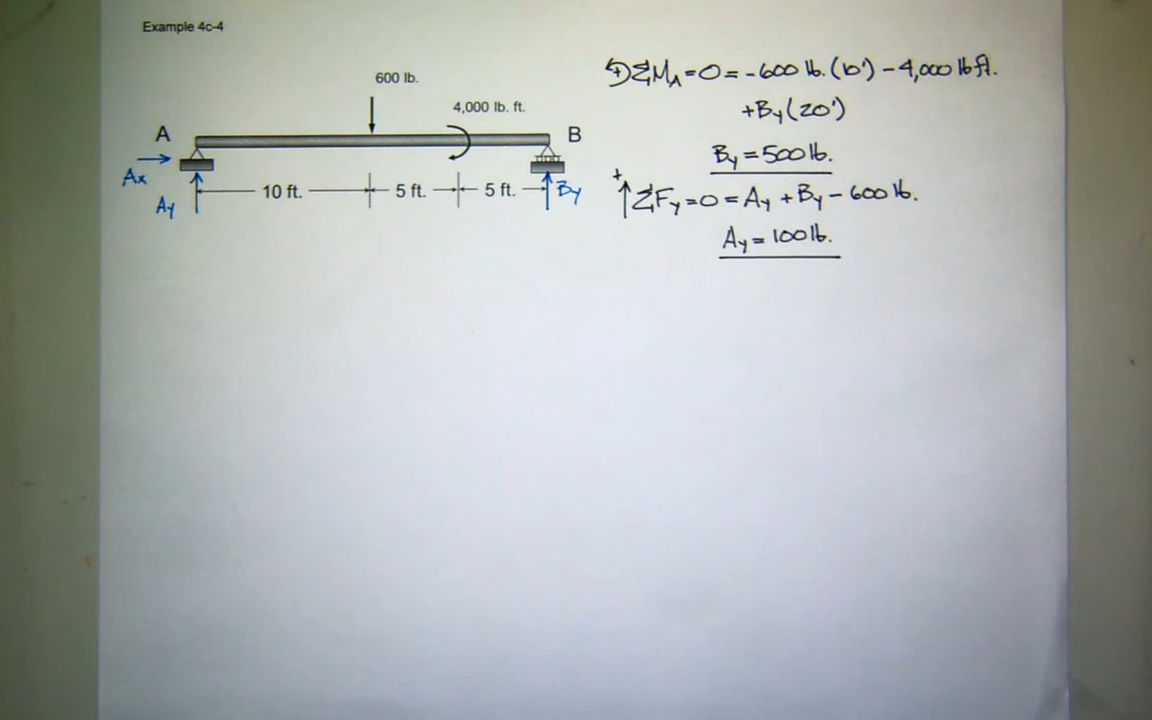 Example 4c-4
600 lb.
4,000 lb. ft.
A
B
Ax
Ay
10 ft.
5 ft.
5 ft.
By
↺+ ΣM_A = 0 = -600 lb. (10') - 4,000 lb ft.
+By (20')
By = 500 lb.
+↑ ΣFy = 0 = Ay + By - 600 lb.
Ay = 100 lb.